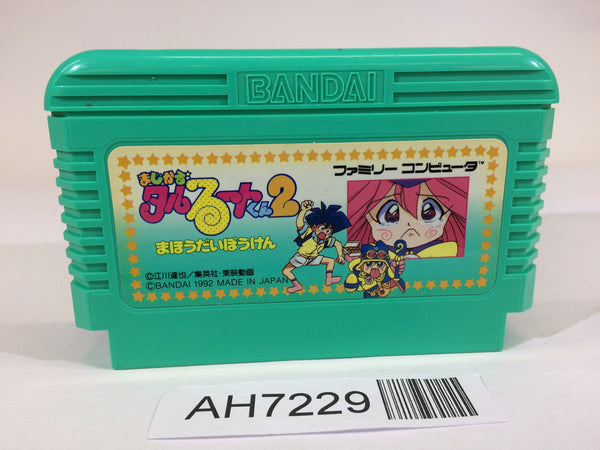 BANDAI
まじかる☆
タルるートくん2
まほうだいぼうけん
ファミリー コンピュータ™
©江川達也／集英社・東映動画
©BANDAI 1992 MADE IN JAPAN
AH7229